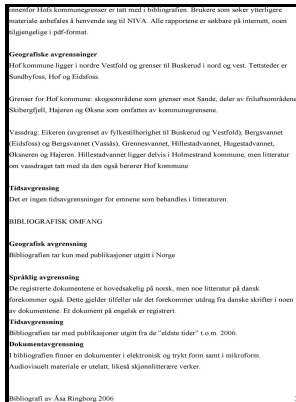 innenfor Hofs kommunegrenser er tatt med i bibliografien. Brukere som søker ytterligere
materiale anbefales å henvende seg til NIVA. Alle rapportene er søkbare på internett, noen
tilgjengelige i pdf-format.
Geografiske avgrensninger
Hof kommune ligger i nordre Vestfold og grenser til Buskerud i nord og vest. Tettsteder er
Sundbyfoss, Hof og Eidsfoss.
Grenser for Hof kommune: skogsområdene som grenser mot Sande, deler av friluftsområdene
Skibergfjell, Hajeren og Øksne som omfattes av kommunegrensene.
Vassdrag: Eikeren (avgrenset av fylkestilhørighet til Buskerud og Vestfold), Bergsvannet
(Eidsfoss) og Bergsvannet (Vassås), Grennesvannet, Hillestadvannet, Hugestadvannet,
Øksneren og Hajeren. Hillestadvannet ligger delvis i Holmestrand kommune, men litteratur
om vassdraget tatt med da den også berører Hof kommune
Tidsavgrensning
Det er ingen tidsavgrensninger for emnene som behandles i litteraturen.
BIBLIOGRAFISK OMFANG
Geografisk avgrensning
Bibliografien tar kun med publikasjoner utgitt i Norge
Språklig avgrensning
De registrerte dokumentene er hovedsakelig på norsk, men noe litteratur på dansk
forekommer også. Dette gjelder tilfeller når det forekommer utdrag fra danske skrifter i noen
av dokumentene. Et dokument på engelsk er registrert.
Tidsavgrensning
Bibliografien tar med publikasjoner utgitt fra de "eldste tider" t.o.m. 2006.
Dokumentavgrensning
I bibliografien finner en dokumenter i elektronisk og trykt form samt i mikroform.
Audiovisuelt materiale er utelatt, likeså skjønnlitterære verker.
Bibliografi av Åsa Ringborg 2006